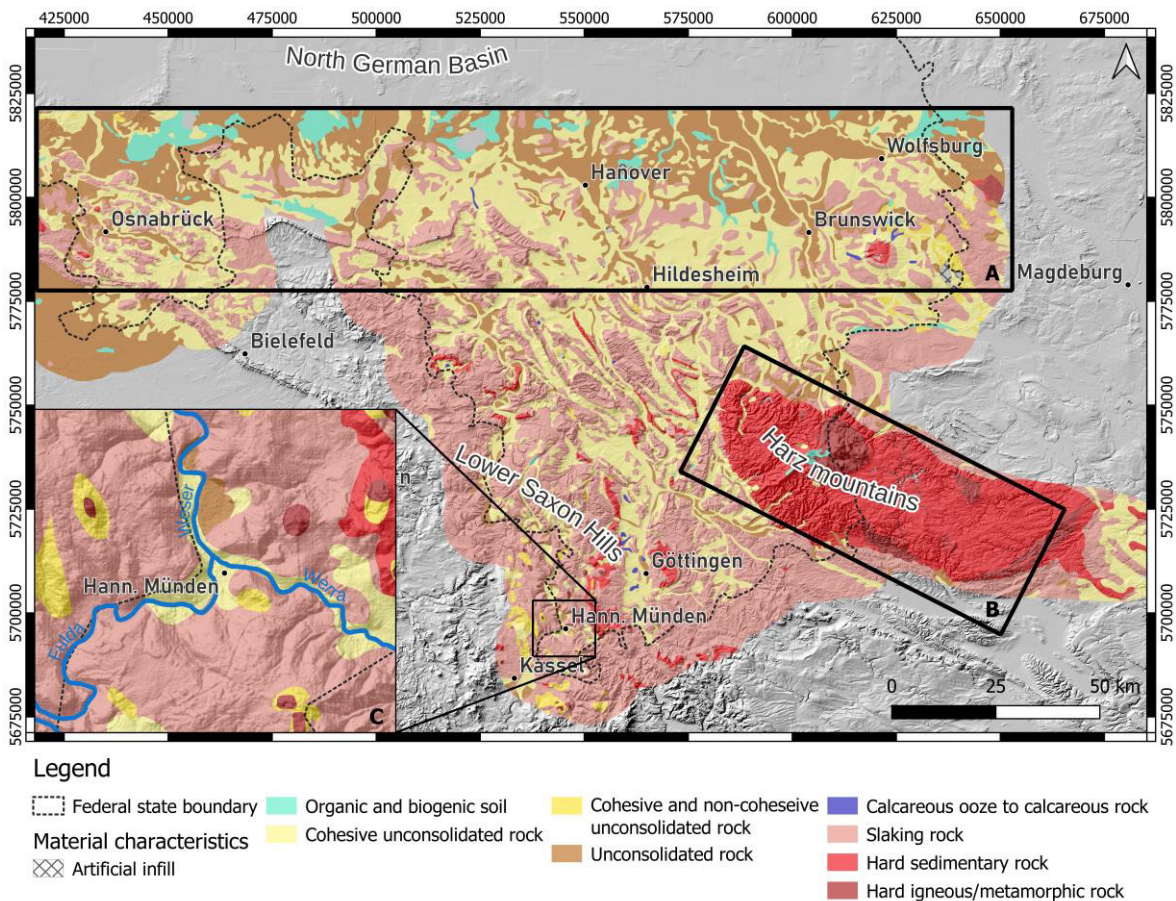 425000 450000 475000 500000 525000 550000 575000 600000 625000 650000 675000
North German Basin
5825000
5825000
Wolfsburg
Hanover
5800000
5800000
Osnabrück
Brunswick
A
Hildesheim
Magdeburg
5775000
5775000
Bielefeld
5750000
5750000
Harz mountains
Lower Saxon Hills
n
Weser
5725000
5725000
Göttingen
Werra
Hann. Münden
Hann. Münden
B
5700000
5700000
Fulda
Kassel
C
0 25 50 km
5675000
5675000
Legend
Federal state boundary
Material characteristics
Artificial infill
Organic and biogenic soil
Cohesive unconsolidated rock
Cohesive and non-coheseive
unconsolidated rock
Unconsolidated rock
Calcareous ooze to calcareous rock
Slaking rock
Hard sedimentary rock
Hard igneous/metamorphic rock